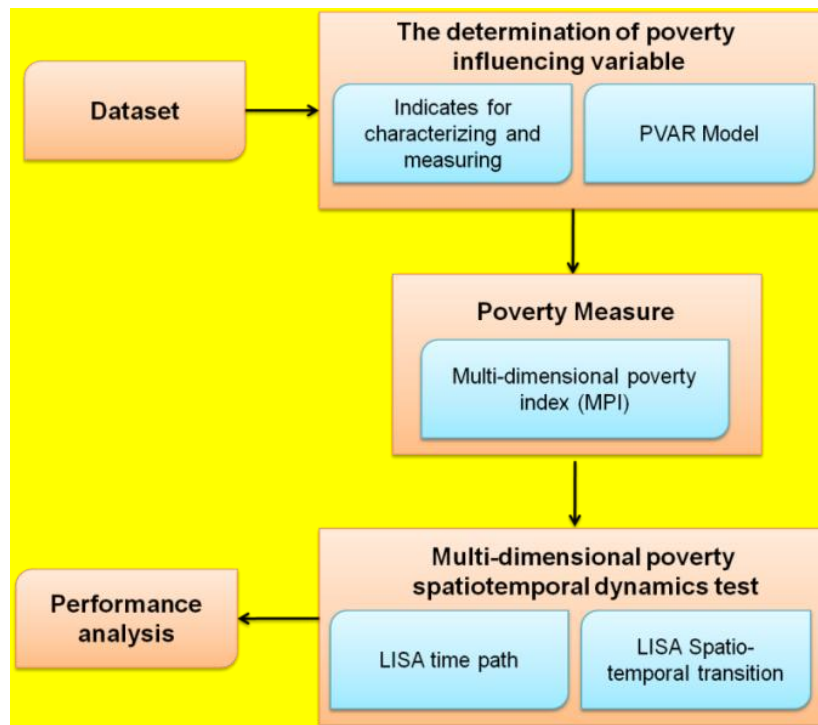 The determination of poverty
influencing variable
Dataset
Indicates for
characterizing and
measuring
PVAR Model
Poverty Measure
Multi-dimensional poverty
index (MPI)
Multi-dimensional poverty
spatiotemporal dynamics test
LISA time path
LISA Spatio-
temporal transition
Performance
analysis